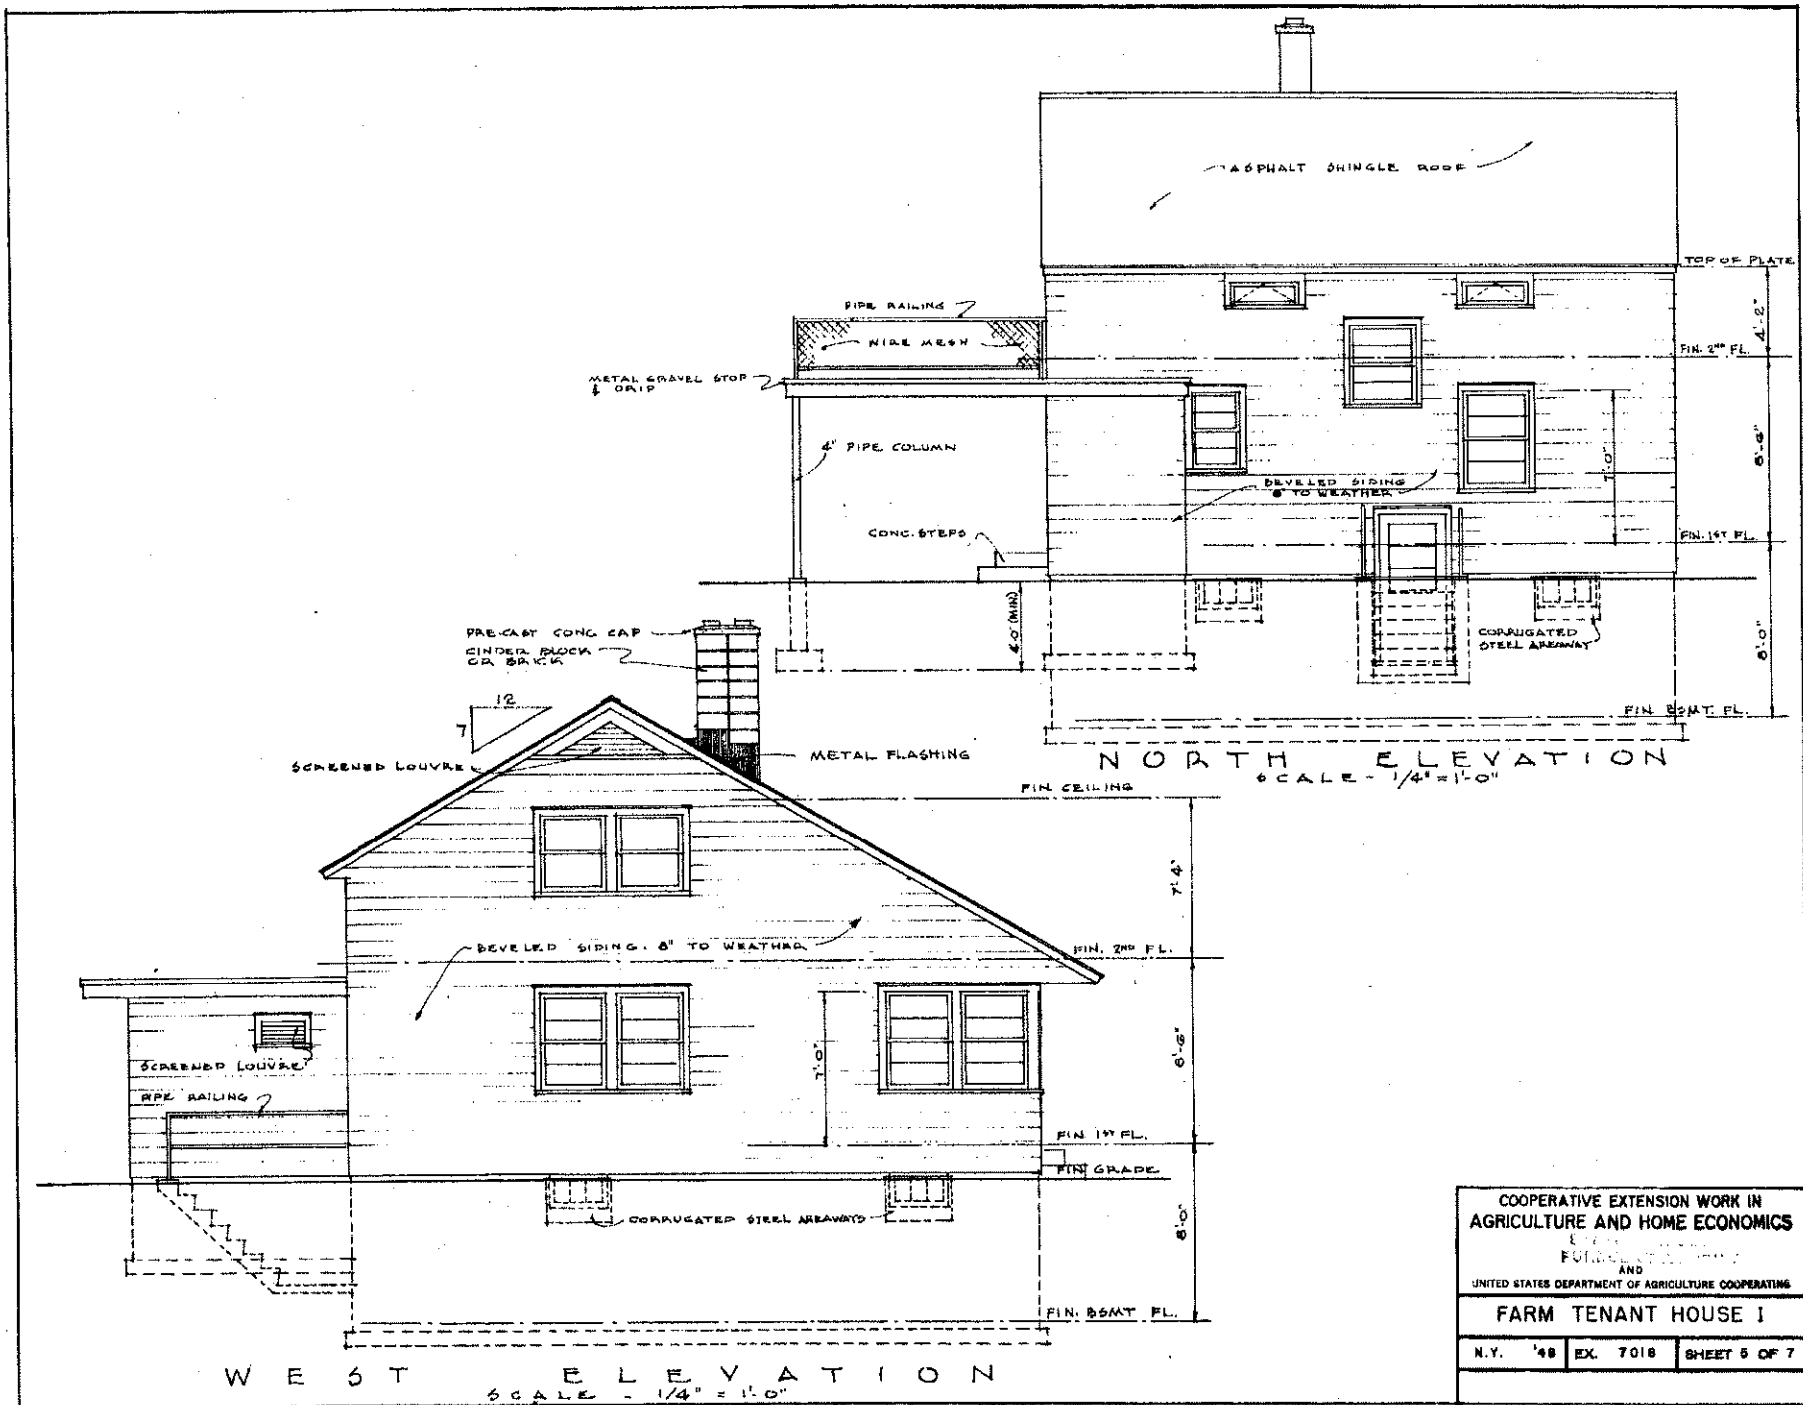 ASPHALT SHINGLE ROOF
TOP OF PLATE
4'-2"
FIN. 2ND FL.
8'-6"
7'-0"
FIN. 1ST FL.
8'-0"
FIN BSMT. FL.
PIPE RAILING
WIRE MESH
METAL GRAVEL STOP
& DRIP
4" PIPE COLUMN
BEVELED SIDING
8" TO WEATHER
CONC. STEPS
4'-0" (MIN)
CORRUGATED
STEEL AREAWAY
NORTH ELEVATION
SCALE - 1/4" = 1'-0"
PRE-CAST CONC CAP
CINDER BLOCK
OR BRICK
12
7
SCREENED LOUVRE
METAL FLASHING
FIN CEILING
7'-4"
BEVELED SIDING. 8" TO WEATHER
FIN. 2ND FL.
8'-6"
7'-0"
SCREENED LOUVRE
PIPE RAILING
FIN 1ST FL.
FIN GRADE
CORRUGATED STEEL AREAWAYS
8'-0"
FIN. BSMT FL.
WEST ELEVATION
SCALE - 1/4" = 1'-0"
COOPERATIVE EXTENSION WORK IN
AGRICULTURE AND HOME ECONOMICS
AND
UNITED STATES DEPARTMENT OF AGRICULTURE COOPERATING
FARM TENANT HOUSE I
N.Y. '48 EX. 7018 SHEET 5 OF 7